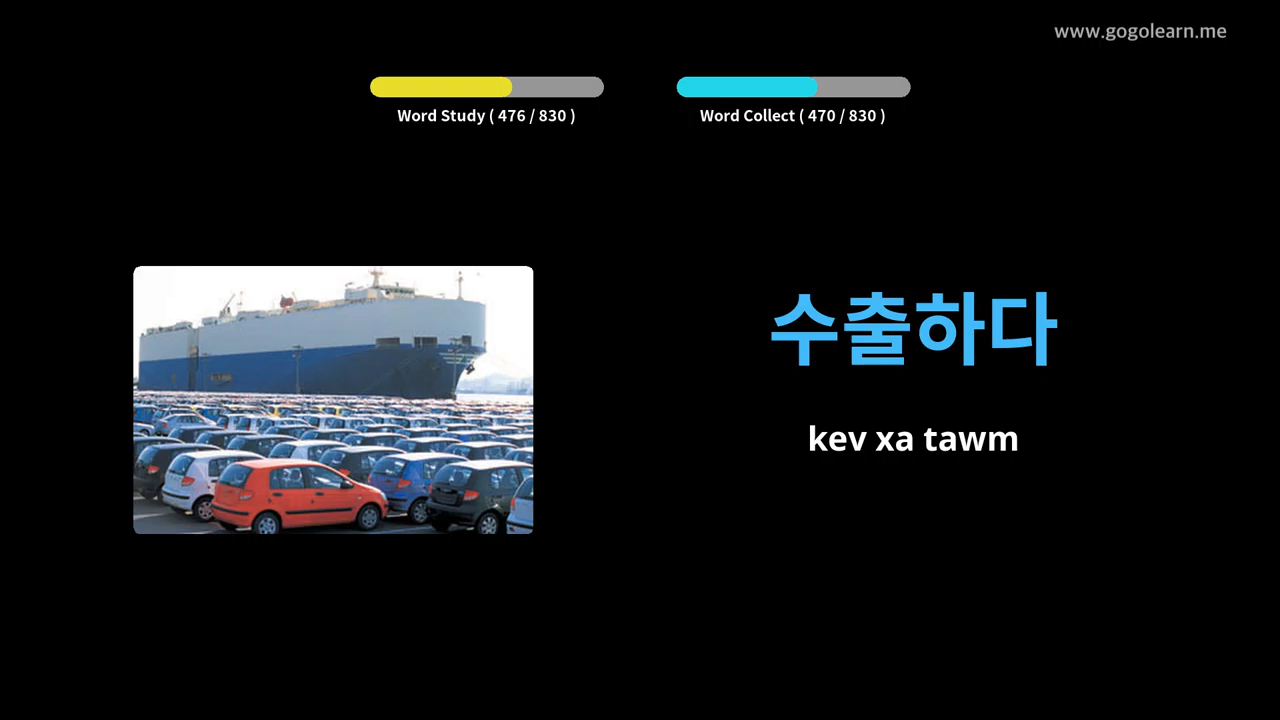 www.gogolearn.me
Word Study ( 476 / 830 )
Word Collect ( 470 / 830 )
수출하다
kev xa tawm